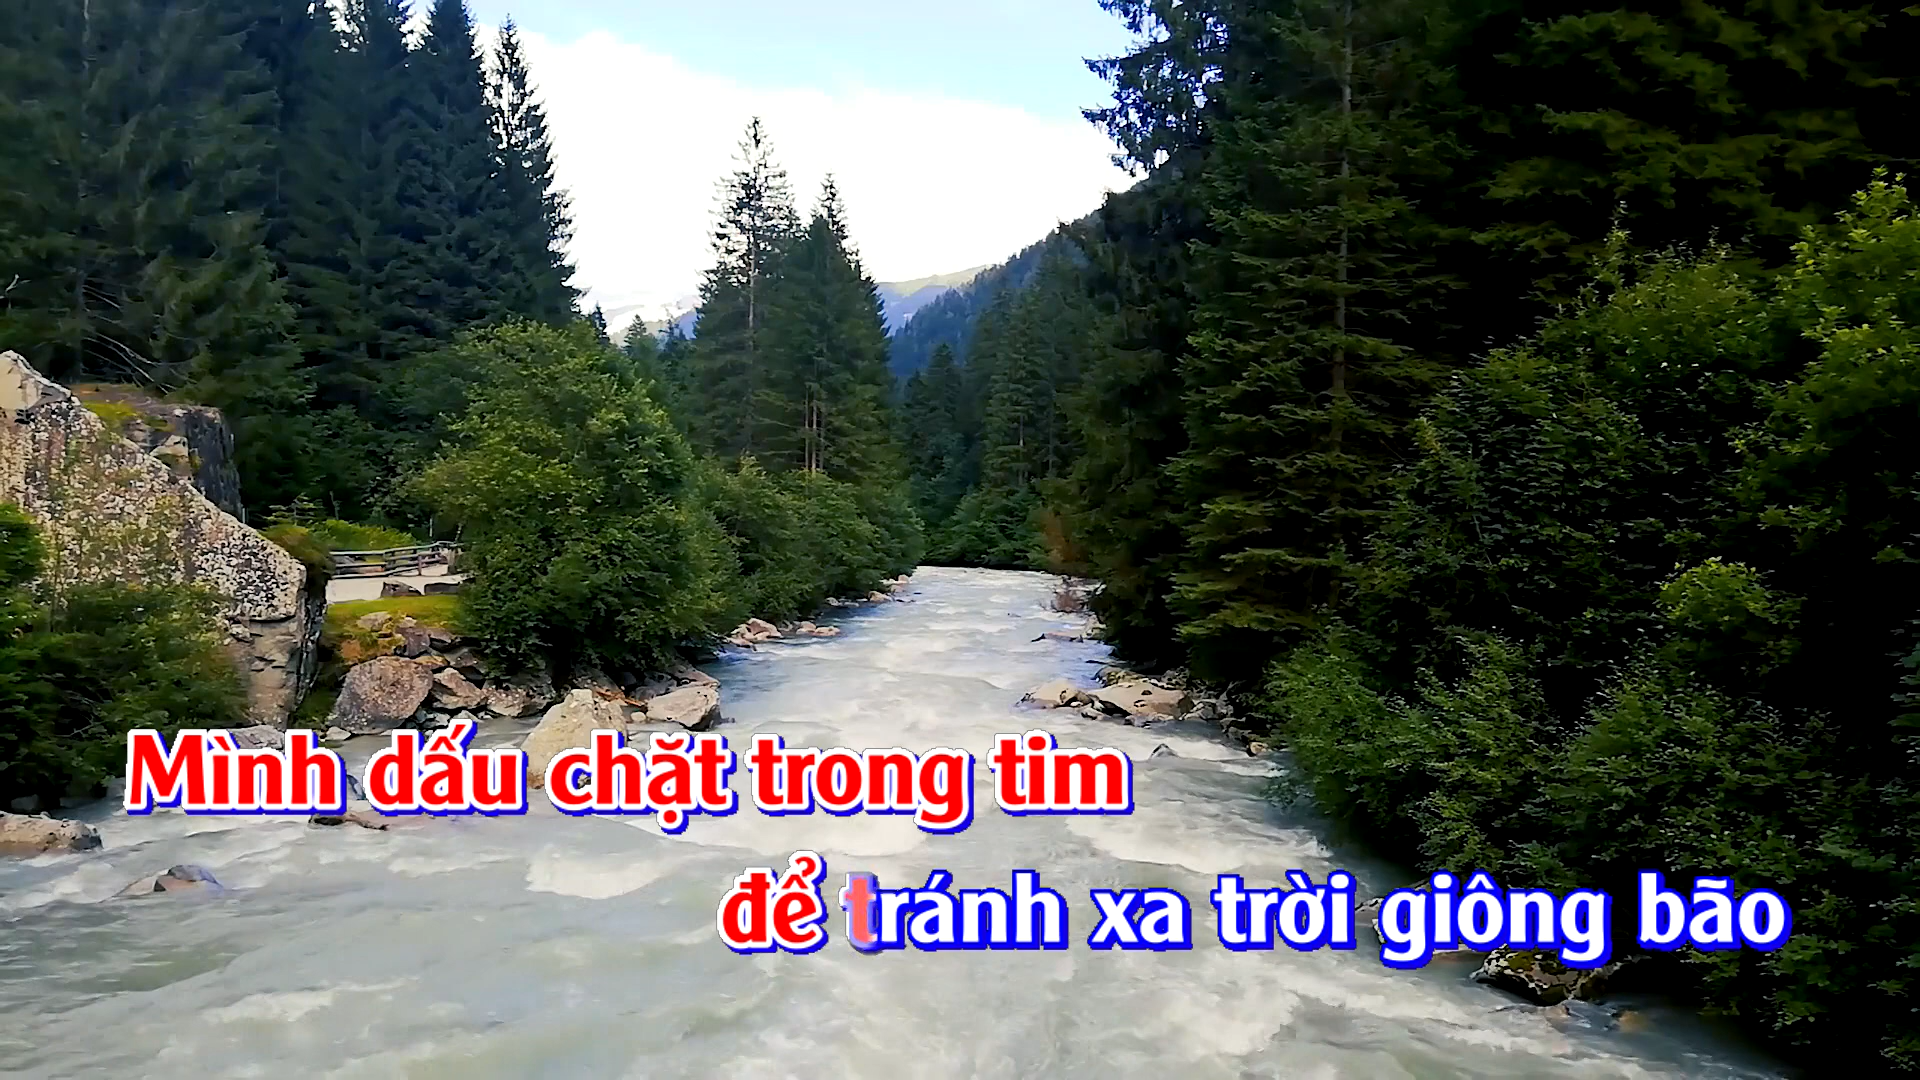 Mình dấu chặt trong tim
để tránh xa trời giông bão